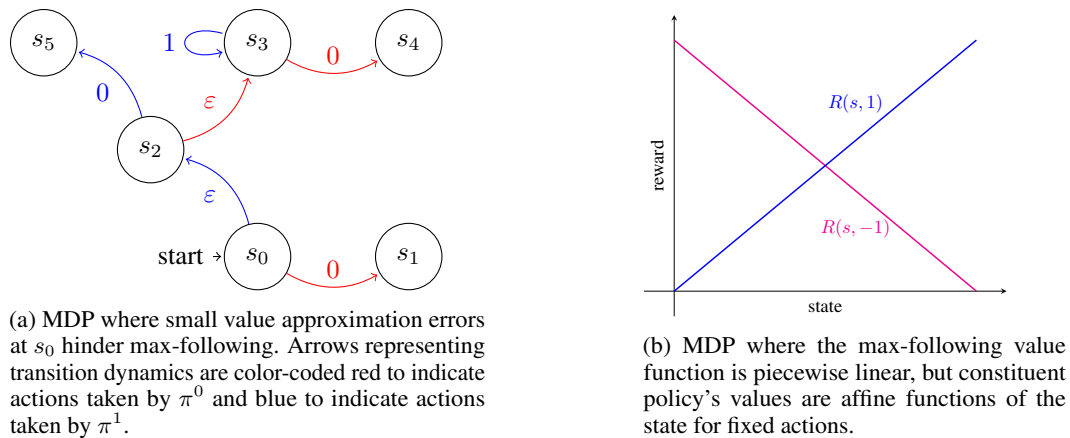 s₅
1
s₃
0
s₄
0
ε
s₂
ε
start
s₀
0
s₁
(a) MDP where small value approximation errors
at s₀ hinder max-following. Arrows representing
transition dynamics are color-coded red to indicate
actions taken by π⁰ and blue to indicate actions
taken by π¹.
R(s, 1)
reward
R(s, −1)
state
(b) MDP where the max-following value
function is piecewise linear, but constituent
policy's values are affine functions of the
state for fixed actions.